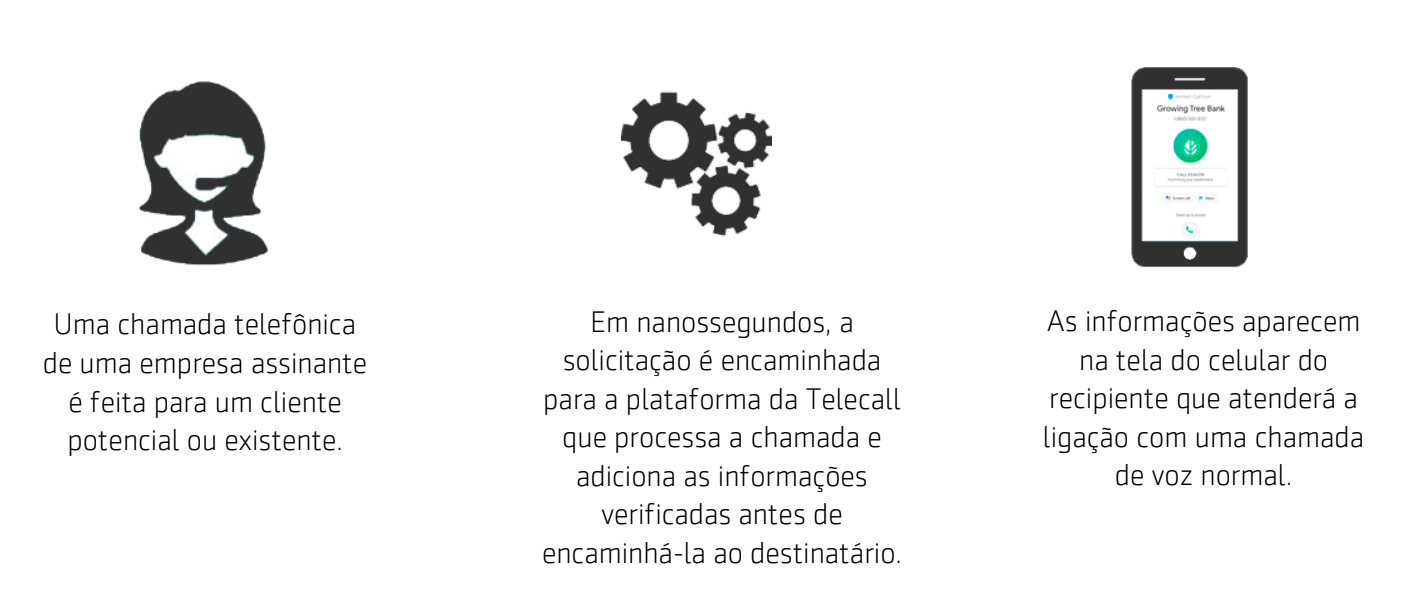 Uma chamada telefônica
de uma empresa assinante
é feita para um cliente
potencial ou existente.
Em nanossegundos, a
solicitação é encaminhada
para a plataforma da Telecall
que processa a chamada e
adiciona as informações
verificadas antes de
encaminhá-la ao destinatário.
Growing Tree Bank
CALL REASON
As informações aparecem
na tela do celular do
recipiente que atenderá a
ligação com uma chamada
de voz normal.